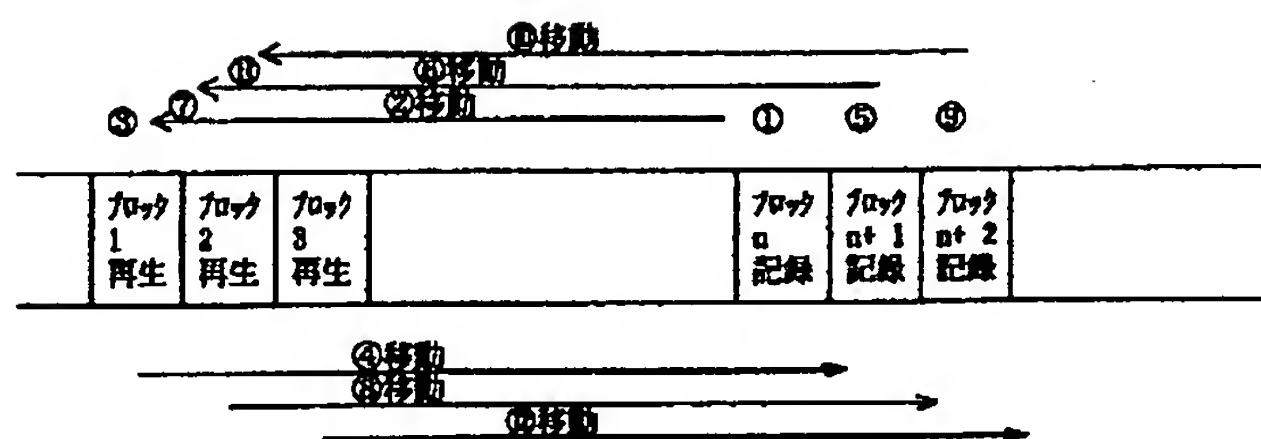 ⑩移動
⑪ ⑥移動
⑦ ②移動
③ ① ⑤ ⑨
ブロック ブロック ブロック ブロック ブロック ブロック
1 2 3 n n+1 n+2
再生 再生 再生 記録 記録 記録
④移動
⑧移動
⑫移動